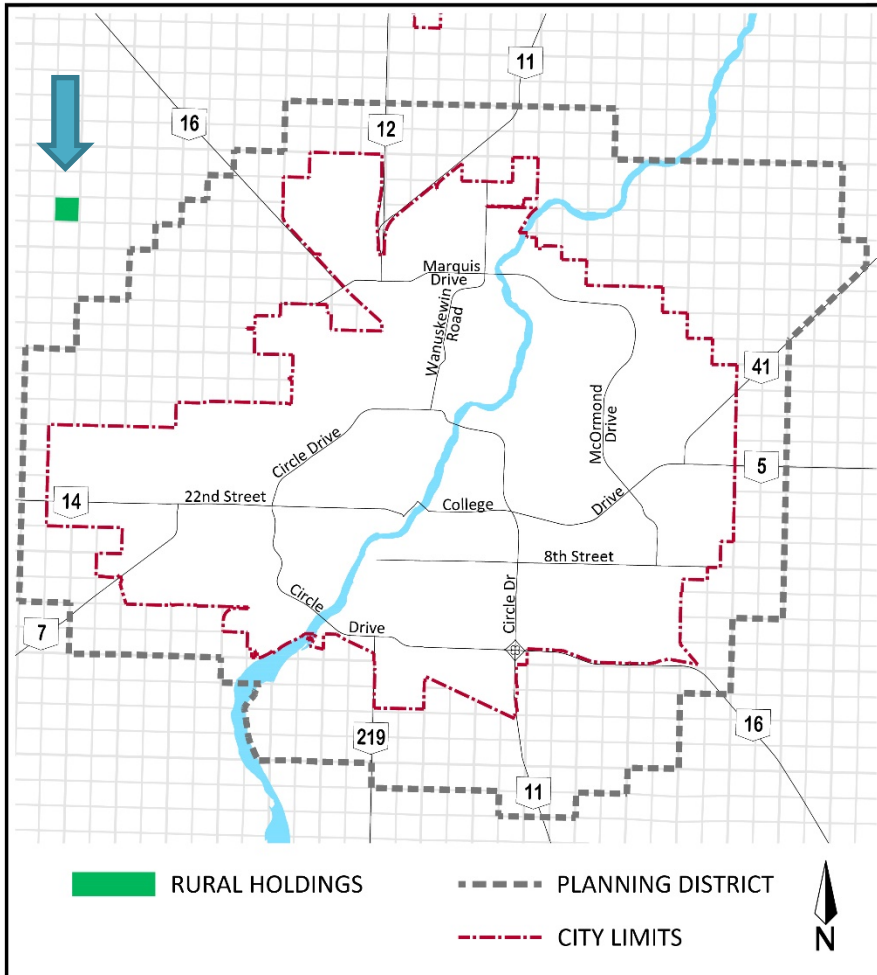 11
16
12
Marquis
Drive
Wanuskewin
Road
41
McOrmond
Drive
Circle Drive
5
14
22nd Street
College
Drive
8th Street
Circle
Drive
Circle Dr
7
219
16
11
RURAL HOLDINGS
PLANNING DISTRICT
CITY LIMITS
N